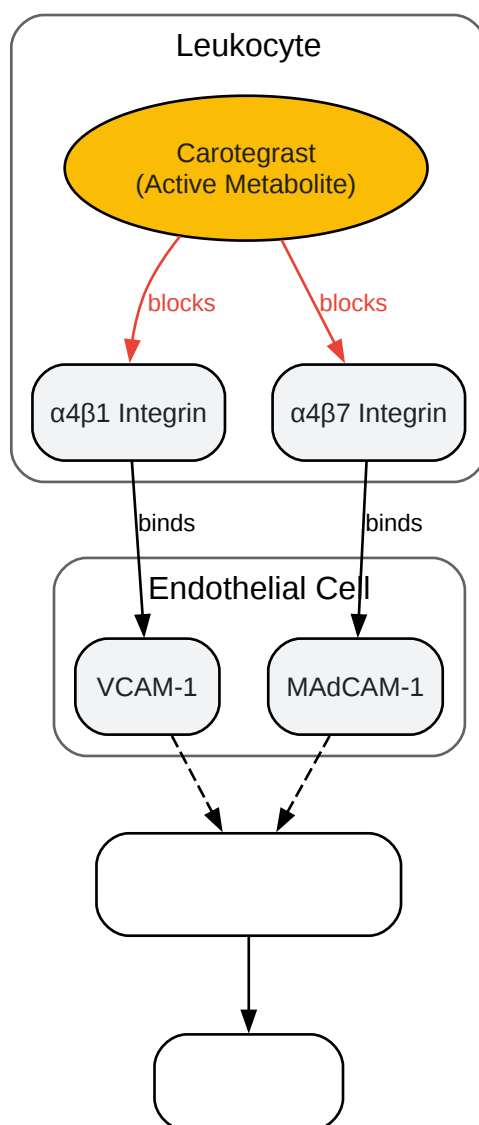 Leukocyte
Carotegrast
(Active Metabolite)
blocks
blocks
α4β1 Integrin
α4β7 Integrin
binds
binds
Endothelial Cell
VCAM-1
MAdCAM-1